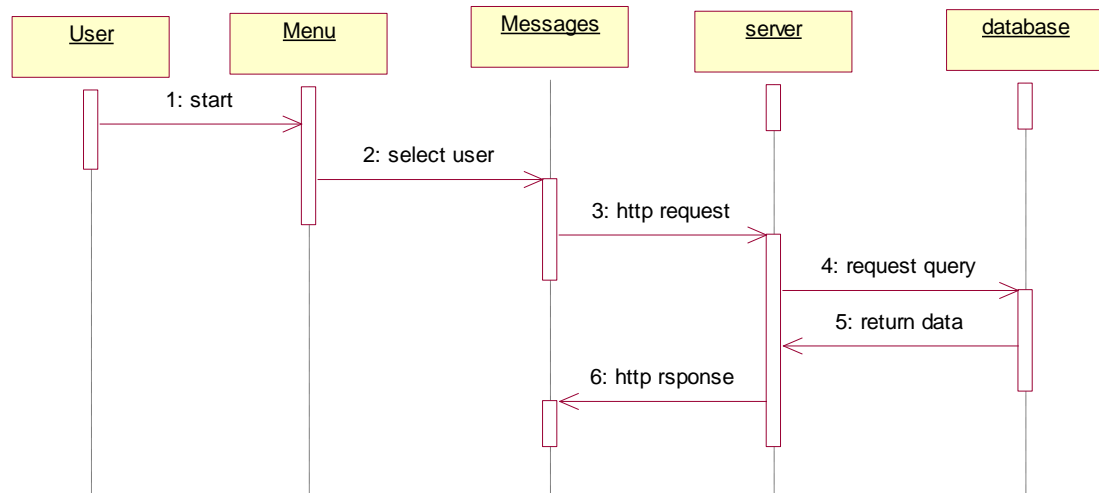 User
Menu
Messages
server
database
1: start
2: select user
3: http request
4: request query
5: return data
6: http rsponse